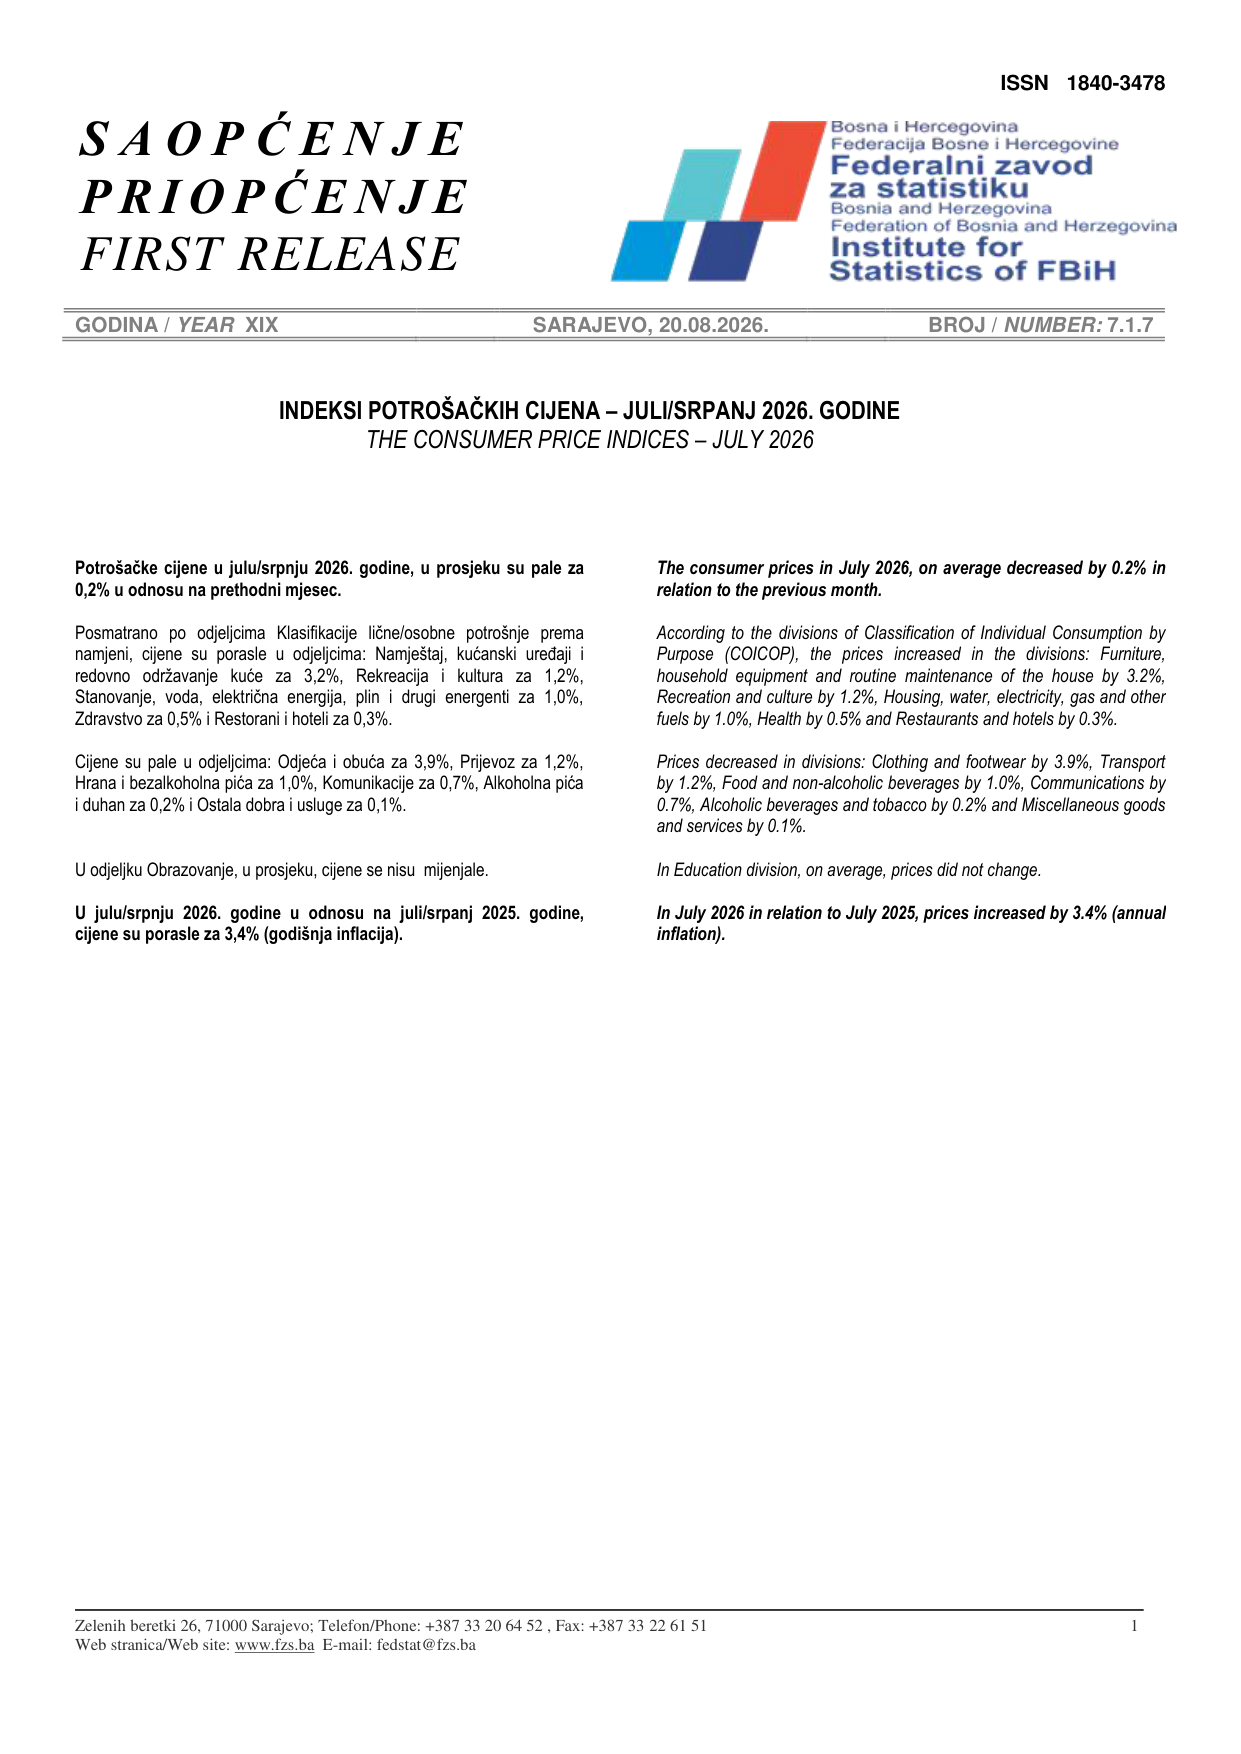 ISSN 1840-3478
SAOPĆENJE
PRIOPĆENJE
FIRST RELEASE
Bosna i Hercegovina
Federacija Bosne i Hercegovine
Federalni zavod
za statistiku
Bosnia and Herzegovina
Federation of Bosnia and Herzegovina
Institute for
Statistics of FBiH
GODINA / YEAR XIX SARAJEVO, 20.08.2026. BROJ / NUMBER: 7.1.7
INDEKSI POTROŠAČKIH CIJENA – JULI/SRPANJ 2026. GODINE
THE CONSUMER PRICE INDICES – JULY 2026
Potrošačke cijene u julu/srpnju 2026. godine, u prosjeku su pale za
0,2% u odnosu na prethodni mjesec.
Posmatrano po odjeljcima Klasifikacije lične/osobne potrošnje prema
namjeni, cijene su porasle u odjeljcima: Namještaj, kućanski uređaji i
redovno održavanje kuće za 3,2%, Rekreacija i kultura za 1,2%,
Stanovanje, voda, električna energija, plin i drugi energenti za 1,0%,
Zdravstvo za 0,5% i Restorani i hoteli za 0,3%.
Cijene su pale u odjeljcima: Odjeća i obuća za 3,9%, Prijevoz za 1,2%,
Hrana i bezalkoholna pića za 1,0%, Komunikacije za 0,7%, Alkoholna pića
i duhan za 0,2% i Ostala dobra i usluge za 0,1%.
U odjeljku Obrazovanje, u prosjeku, cijene se nisu mijenjale.
U julu/srpnju 2026. godine u odnosu na juli/srpanj 2025. godine,
cijene su porasle za 3,4% (godišnja inflacija).
The consumer prices in July 2026, on average decreased by 0.2% in
relation to the previous month.
According to the divisions of Classification of Individual Consumption by
Purpose (COICOP), the prices increased in the divisions: Furniture,
household equipment and routine maintenance of the house by 3.2%,
Recreation and culture by 1.2%, Housing, water, electricity, gas and other
fuels by 1.0%, Health by 0.5% and Restaurants and hotels by 0.3%.
Prices decreased in divisions: Clothing and footwear by 3.9%, Transport
by 1.2%, Food and non-alcoholic beverages by 1.0%, Communications by
0.7%, Alcoholic beverages and tobacco by 0.2% and Miscellaneous goods
and services by 0.1%.
In Education division, on average, prices did not change.
In July 2026 in relation to July 2025, prices increased by 3.4% (annual
inflation).
Zelenih beretki 26, 71000 Sarajevo; Telefon/Phone: +387 33 20 64 52 , Fax: +387 33 22 61 51 1
Web stranica/Web site: www.fzs.ba E-mail: fedstat@fzs.ba